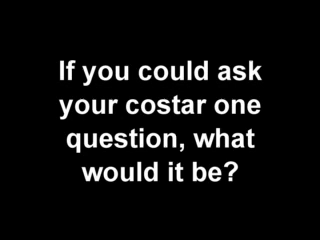 If you could ask
your costar one
question, what
would it be?